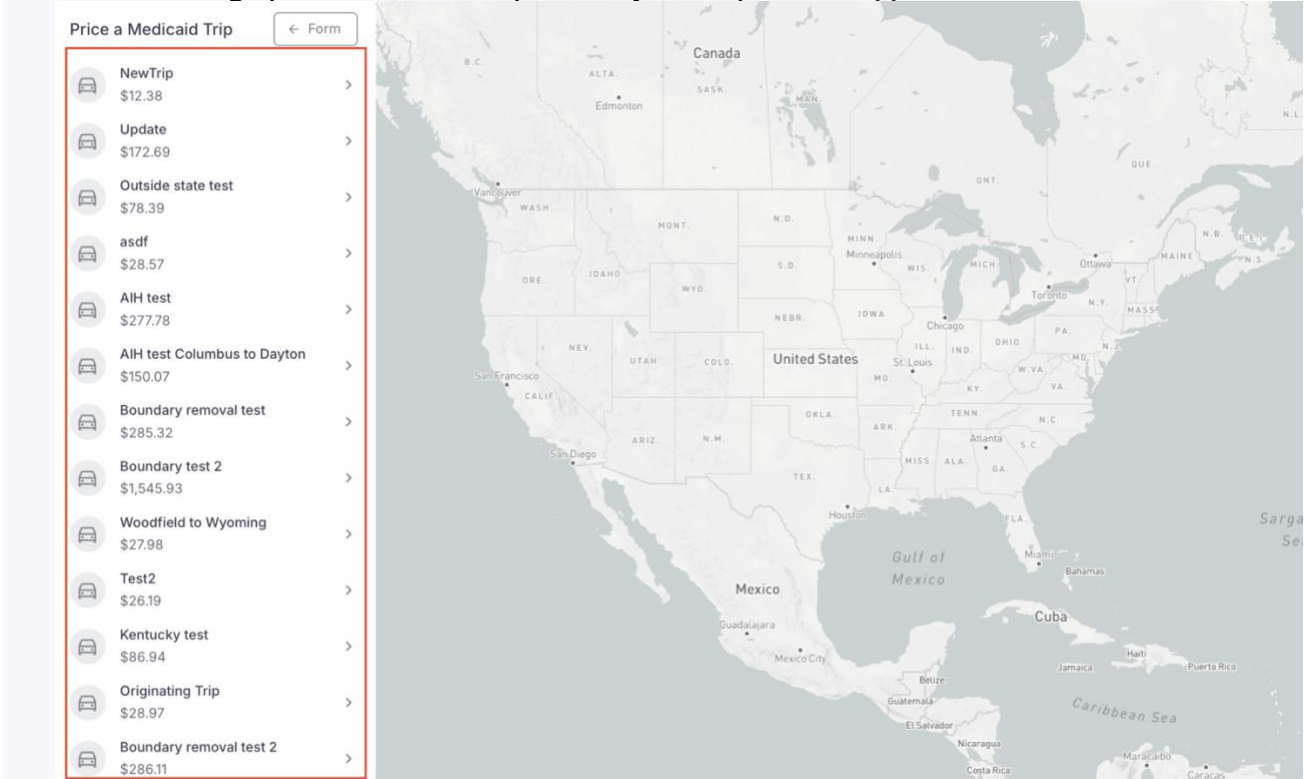 Price a Medicaid Trip
← Form
NewTrip
$12.38
Update
$172.69
Outside state test
$78.39
asdf
$28.57
AIH test
$277.78
AIH test Columbus to Dayton
$150.07
Boundary removal test
$285.32
Boundary test 2
$1,545.93
Woodfield to Wyoming
$27.98
Test2
$26.19
Kentucky test
$86.94
Originating Trip
$28.97
Boundary removal test 2
$286.11
Canada
B.C.
ALTA.
SASK.
MAN.
Edmonton
N.L.
QUE.
ONT.
Vancouver
WASH.
MONT.
N.D.
MINN.
Minneapolis
WIS.
MICH.
Ottawa
MAINE
N.B.
P.E.I.
N.S.
ORE.
IDAHO
WYO.
S.D.
Toronto
VT.
N.Y.
MASS.
NEBR.
IOWA
Chicago
PA.
NEV.
UTAH
COLO.
United States
ILL.
IND.
OHIO
N.J.
St. Louis
MD.
San Francisco
CALIF.
MO.
W.VA.
KY.
VA.
OKLA.
ARK.
TENN.
N.C.
ARIZ.
N.M.
Atlanta
S.C.
San Diego
MISS.
ALA.
GA.
TEX.
LA.
Houston
FLA.
Gulf of
Mexico
Miami
Bahamas
Mexico
Cuba
Guadalajara
Mexico City
Haiti
Jamaica
Puerto Rico
Belize
Guatemala
Caribbean Sea
El Salvador
Nicaragua
Costa Rica
Maracaibo
Caracas